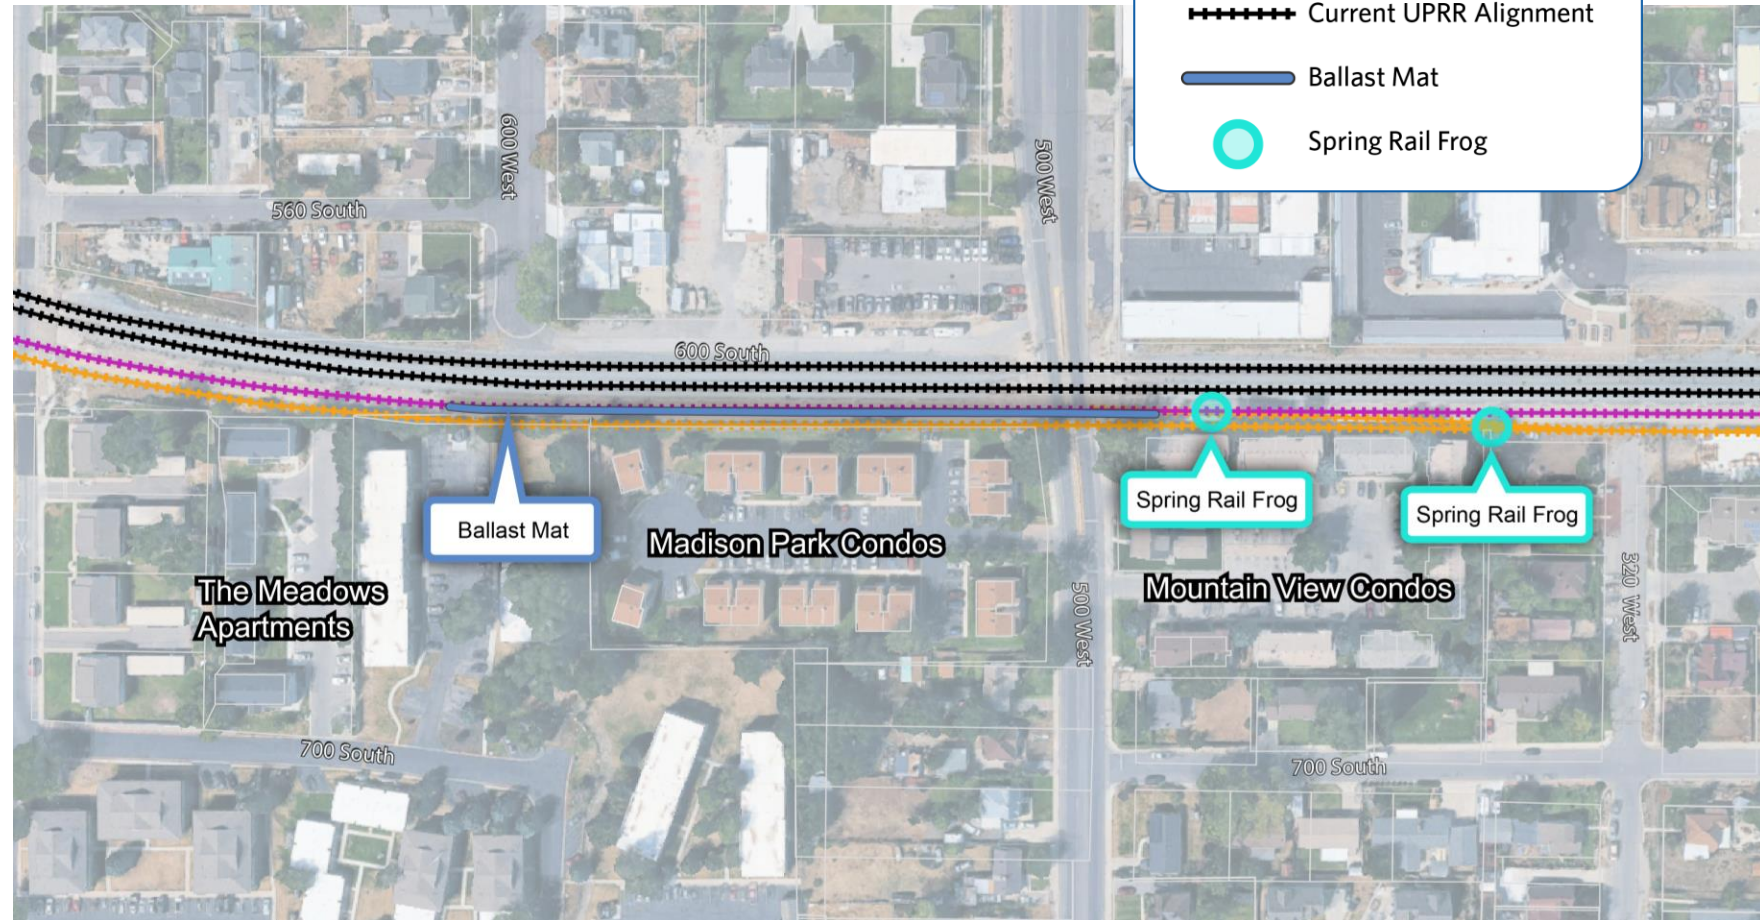 Current UPRR Alignment
Ballast Mat
Spring Rail Frog
600 West
500 West
560 South
600 South
Ballast Mat
Madison Park Condos
Spring Rail Frog
Spring Rail Frog
The Meadows
Apartments
Mountain View Condos
500 West
320 West
700 South
700 South